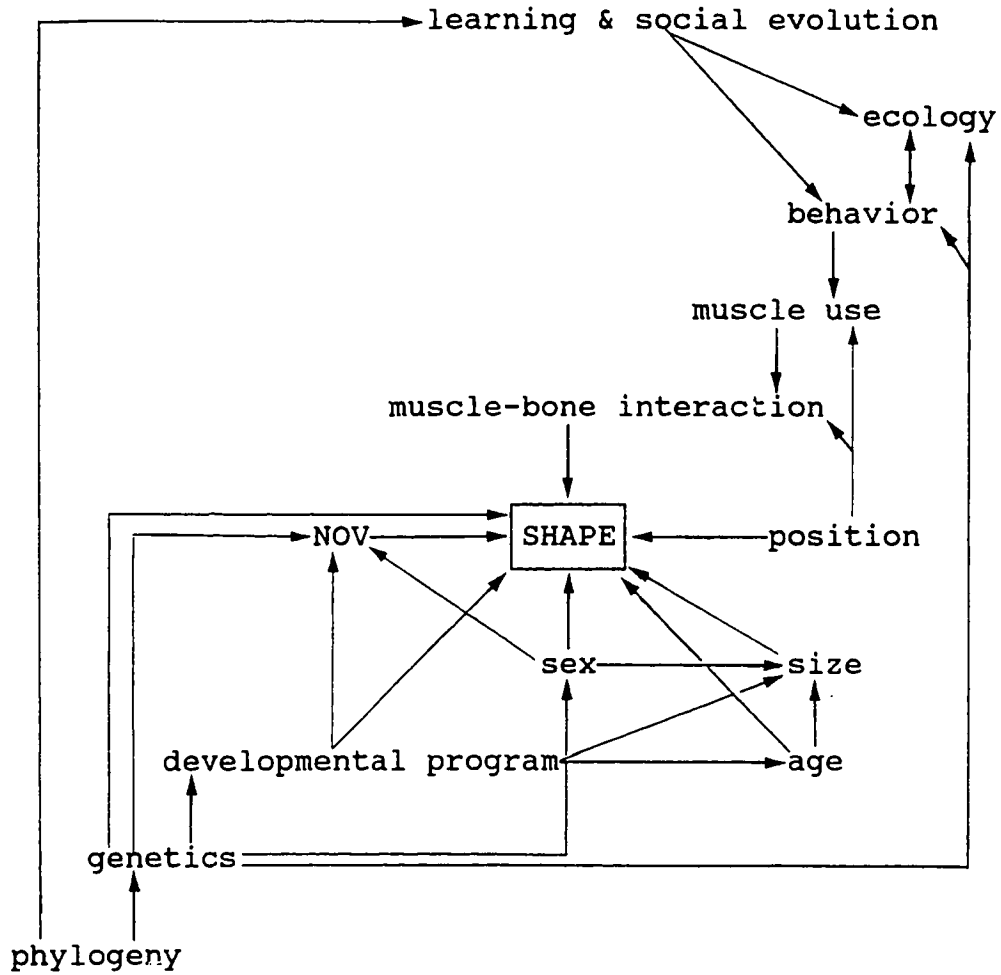 learning & social evolution
ecology
behavior
muscle use
muscle-bone interaction
NOV SHAPE position
sex size
developmental program age
genetics
phylogeny